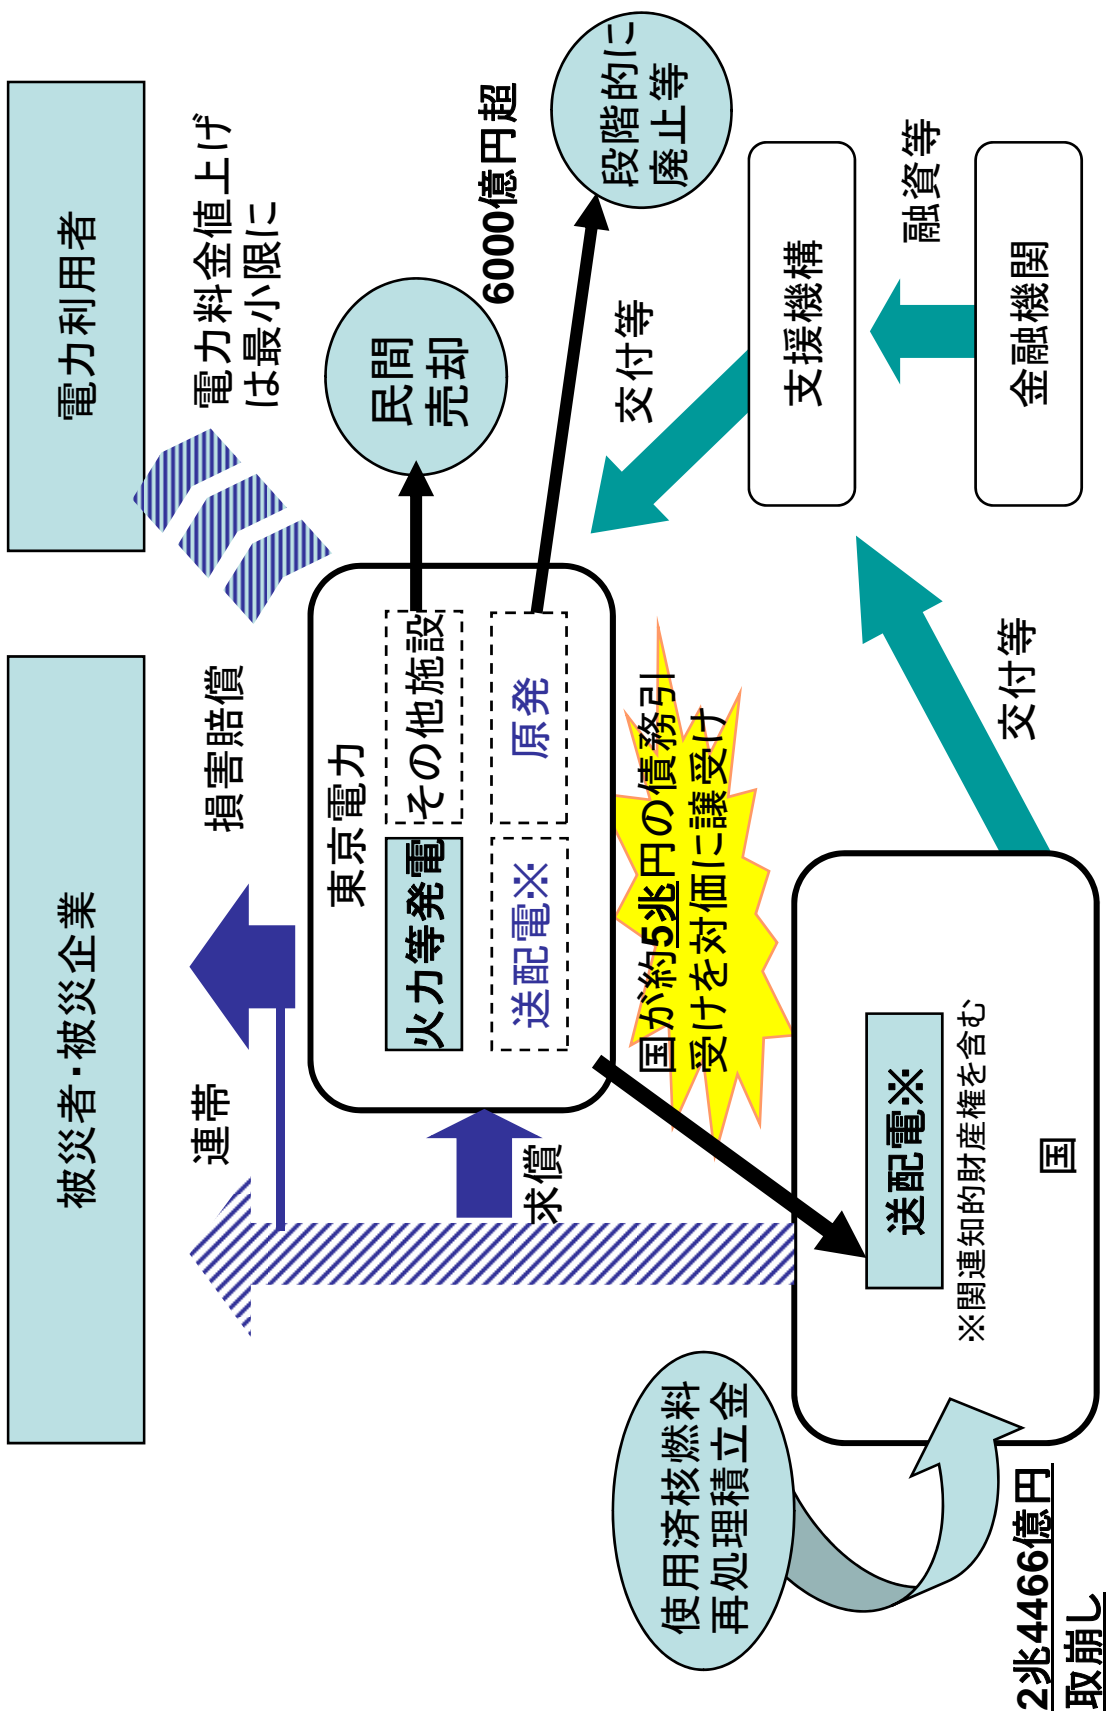 被災者・被災企業
電力利用者
連帯
損害賠償
電力料金値上げ
は最小限に
東京電力
火力等発電
その他施設
送配電※
原発
民間
売却
6000億円超
段階的に
廃止等
求償
国が約5兆円の債務引
受けを対価に譲受け
交付等
支援機構
融資等
金融機関
使用済核燃料
再処理積立金
送配電※
※関連知的財産権を含む
国
交付等
2兆4466億円
取崩し